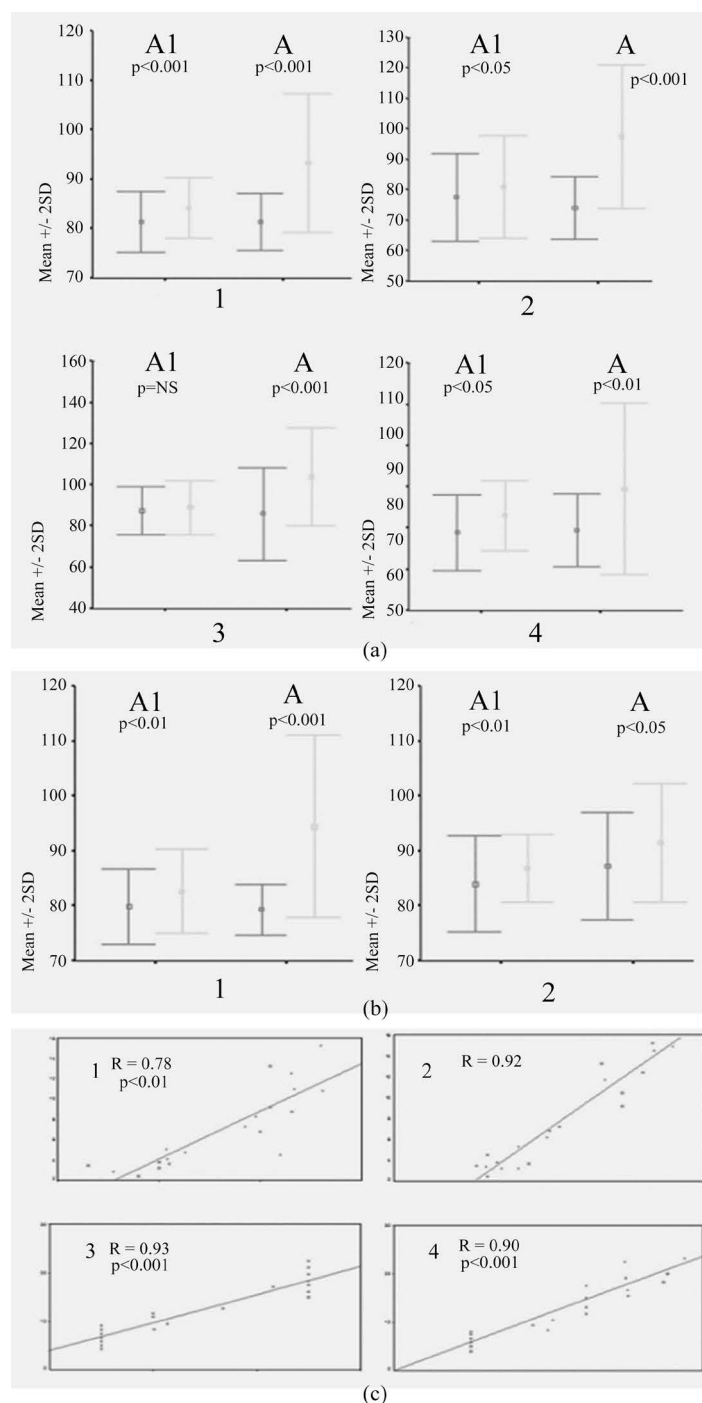 120
110
100
90
80
70
Mean +/- 2SD
A1
p<0.001
A
p<0.001
1
130
120
110
100
90
80
70
60
50
Mean +/- 2SD
A1
p<0.05
A
p<0.001
2
160
140
120
100
80
60
40
Mean +/- 2SD
A1
p=NS
A
p<0.001
3
120
110
100
90
80
70
60
50
Mean +/- 2SD
A1
p<0.05
A
p<0.01
4
(a)
120
110
100
90
80
70
Mean +/- 2SD
A1
p<0.01
A
p<0.001
1
120
110
100
90
80
70
A1
p<0.01
A
p<0.05
2
(b)
1
R = 0.78
p<0.01
2
R = 0.92
3
R = 0.93
p<0.001
4
R = 0.90
p<0.001
(c)